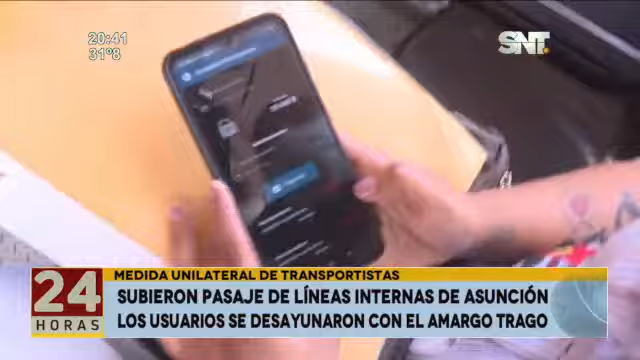 20:41
31°8
SNT
24
HORAS
MEDIDA UNILATERAL DE TRANSPORTISTAS
SUBIERON PASAJE DE LÍNEAS INTERNAS DE ASUNCIÓN
LOS USUARIOS SE DESAYUNARON CON EL AMARGO TRAGO